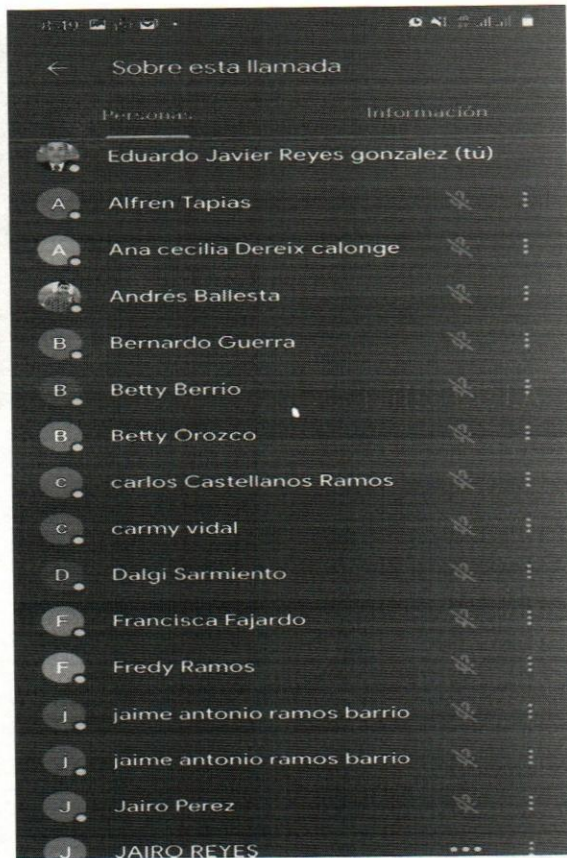 8:49
Sobre esta llamada
Personas Información
Eduardo Javier Reyes gonzalez (tú)
A Alfren Tapias
A Ana cecilia Dereix calonge
Andrés Ballesta
B Bernardo Guerra
B Betty Berrio
B Betty Orozco
c carlos Castellanos Ramos
c carmy vidal
D Dalgi Sarmiento
F Francisca Fajardo
F Fredy Ramos
j jaime antonio ramos barrio
j jaime antonio ramos barrio
J Jairo Perez
J JAIRO REYES